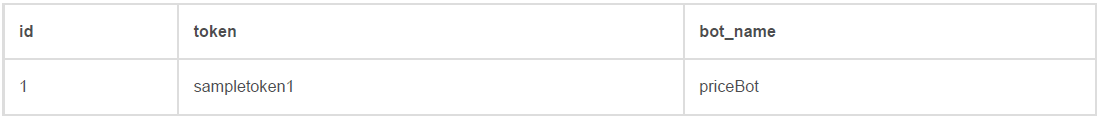 id token bot_name
1 sampletoken1 priceBot